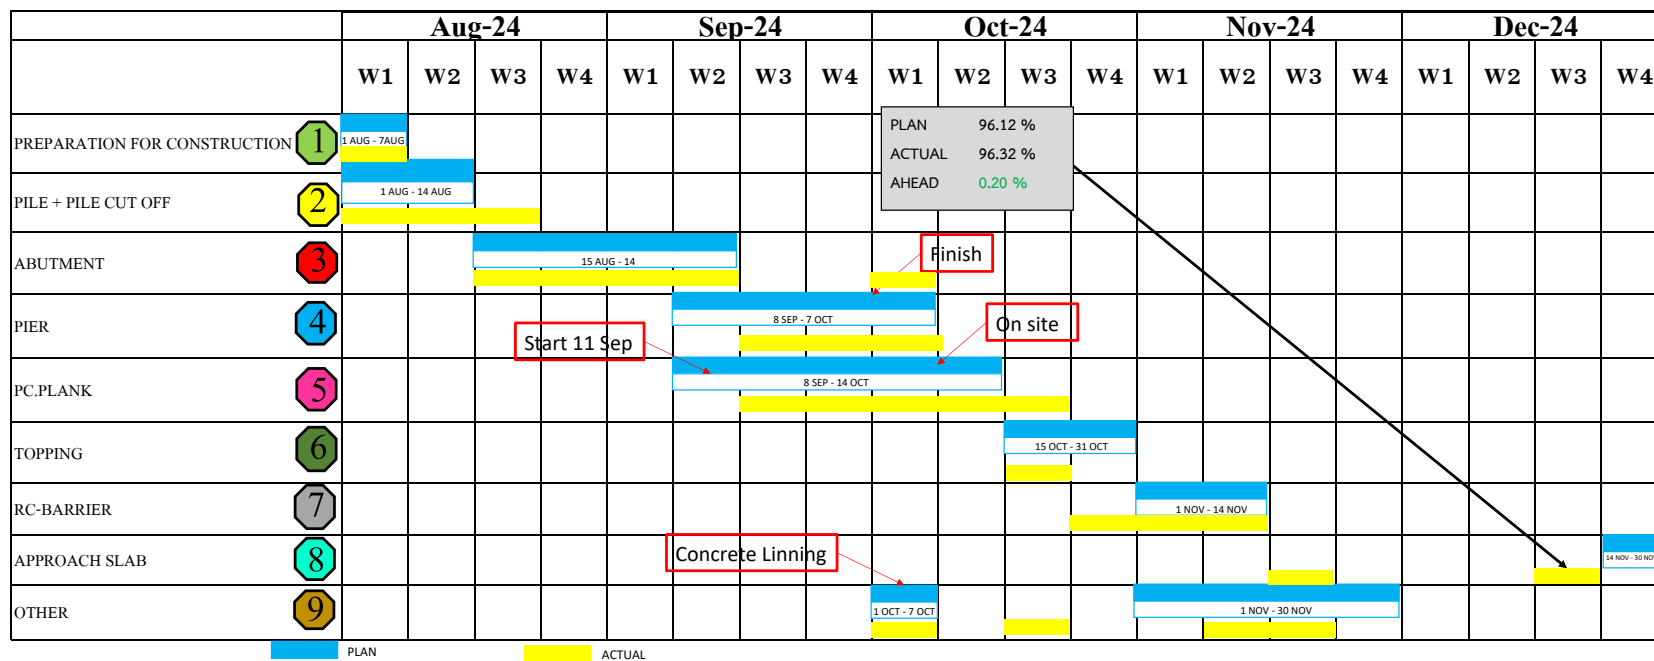 Aug-24 Sep-24 Oct-24 Nov-24 Dec-24
W1 W2 W3 W4 W1 W2 W3 W4 W1 W2 W3 W4 W1 W2 W3 W4 W1 W2 W3 W4
PLAN 96.12 %
ACTUAL 96.32 %
AHEAD 0.20 %
PREPARATION FOR CONSTRUCTION 1 1 AUG - 7AUG
PILE + PILE CUT OFF 2 1 AUG - 14 AUG
ABUTMENT 3 15 AUG - 14
Finish
PIER 4 8 SEP - 7 OCT
Start 11 Sep
On site
PC.PLANK 5 8 SEP - 14 OCT
TOPPING 6 15 OCT - 31 OCT
RC-BARRIER 7 1 NOV - 14 NOV
APPROACH SLAB 8 14 NOV - 30 NOV
Concrete Linning
OTHER 9 1 OCT - 7 OCT 1 NOV - 30 NOV
PLAN ACTUAL